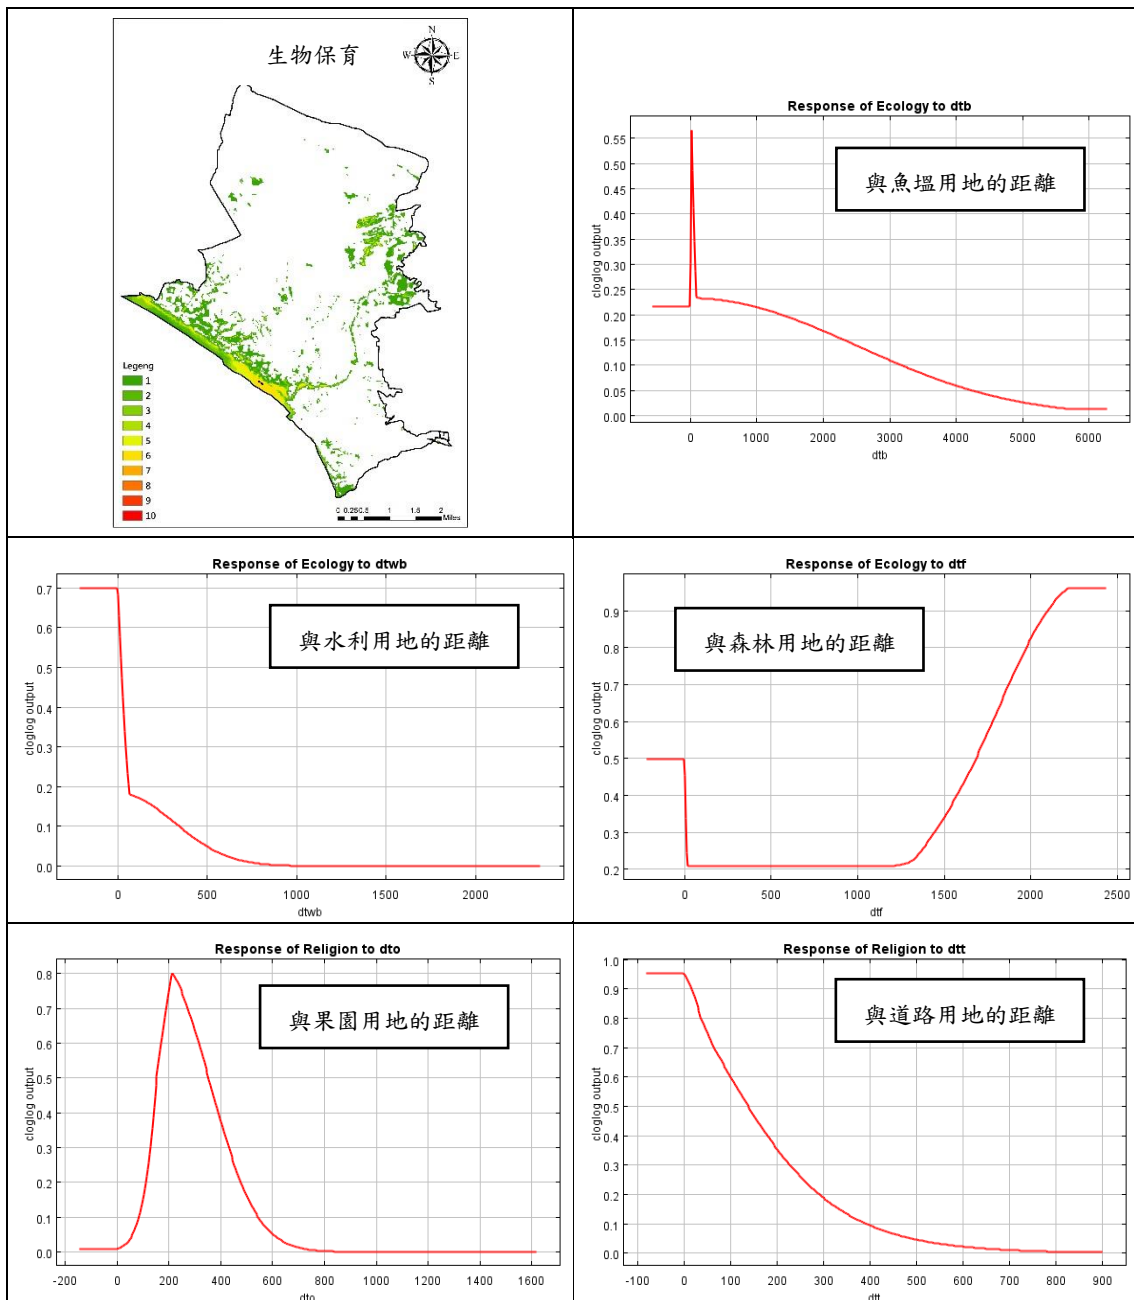 生物保育
N
W
E
S
Legeng
1
2
3
4
5
6
7
8
9
10
0 0.25 0.5 1 1.5 2
Miles
Response of Ecology to dtb
與魚塭用地的距離
cloglog output
0.55
0.50
0.45
0.40
0.35
0.30
0.25
0.20
0.15
0.10
0.05
0.00
0 1000 2000 3000 4000 5000 6000
dtb
Response of Ecology to dtwb
與水利用地的距離
cloglog output
0.7
0.6
0.5
0.4
0.3
0.2
0.1
0.0
0 500 1000 1500 2000
dtwb
Response of Ecology to dtf
與森林用地的距離
cloglog output
0.9
0.8
0.7
0.6
0.5
0.4
0.3
0.2
0 500 1000 1500 2000 2500
dtf
Response of Religion to dto
與果園用地的距離
cloglog output
0.8
0.7
0.6
0.5
0.4
0.3
0.2
0.1
0.0
-200 0 200 400 600 800 1000 1200 1400 1600
dto
Response of Religion to dtt
與道路用地的距離
cloglog output
1.0
0.9
0.8
0.7
0.6
0.5
0.4
0.3
0.2
0.1
0.0
-100 0 100 200 300 400 500 600 700 800 900
dtt